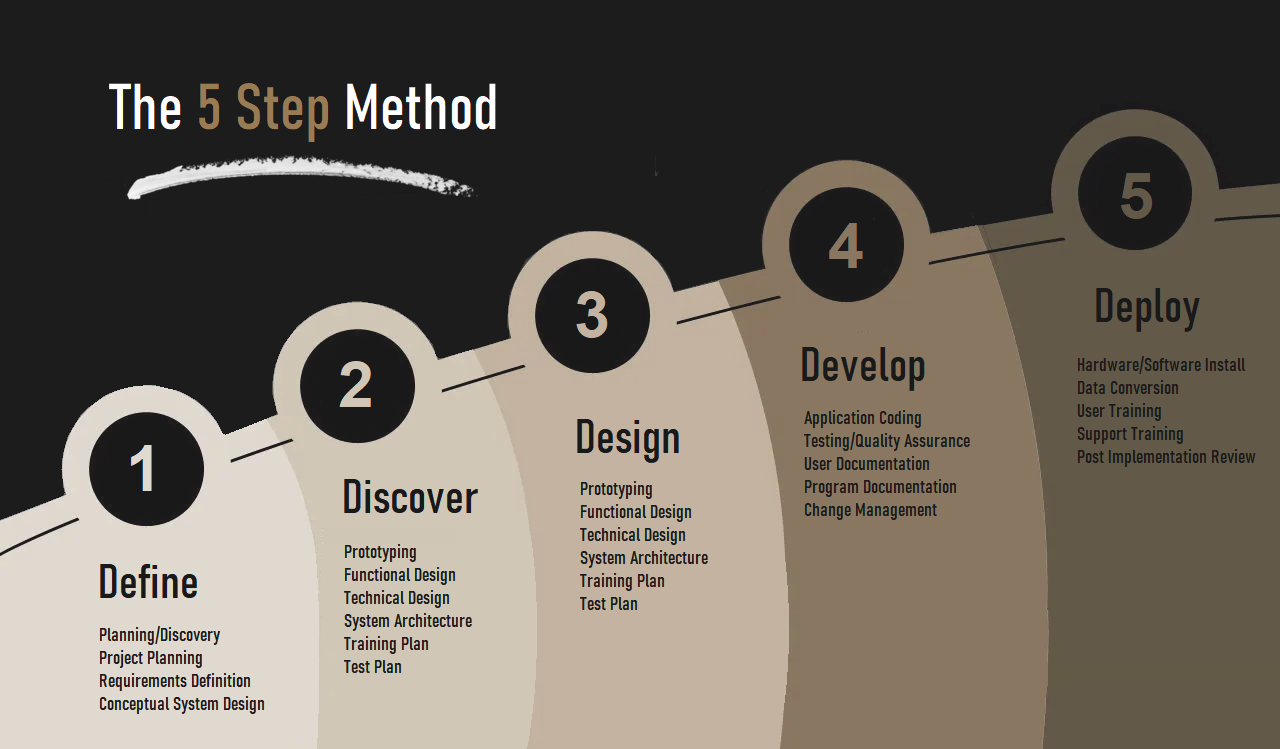 The 5 Step Method
1
Define
Planning/Discovery
Project Planning
Requirements Definition
Conceptual System Design
2
Discover
Prototyping
Functional Design
Technical Design
System Architecture
Training Plan
Test Plan
3
Design
Prototyping
Functional Design
Technical Design
System Architecture
Training Plan
Test Plan
4
Develop
Application Coding
Testing/Quality Assurance
User Documentation
Program Documentation
Change Management
5
Deploy
Hardware/Software Install
Data Conversion
User Training
Support Training
Post Implementation Review